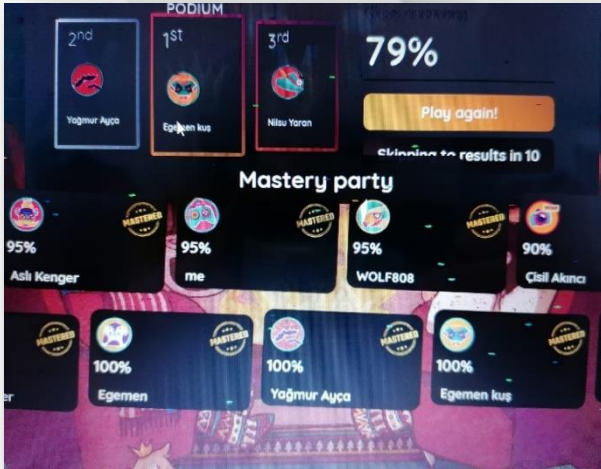 PODIUM
2nd
1st
3rd
Yağmur Ayça
Egemen kuş
Nilsu Yaran
79%
Play again!
Skipping to results in 10
Mastery party
MASTERED
MASTERED
MASTERED
95%
95%
95%
90%
Aslı Kenger
me
WOLF808
Çisil Akıncı
MASTERED
MASTERED
MASTERED
MASTERED
100%
100%
100%
er
Egemen
Yağmur Ayça
Egemen kuş